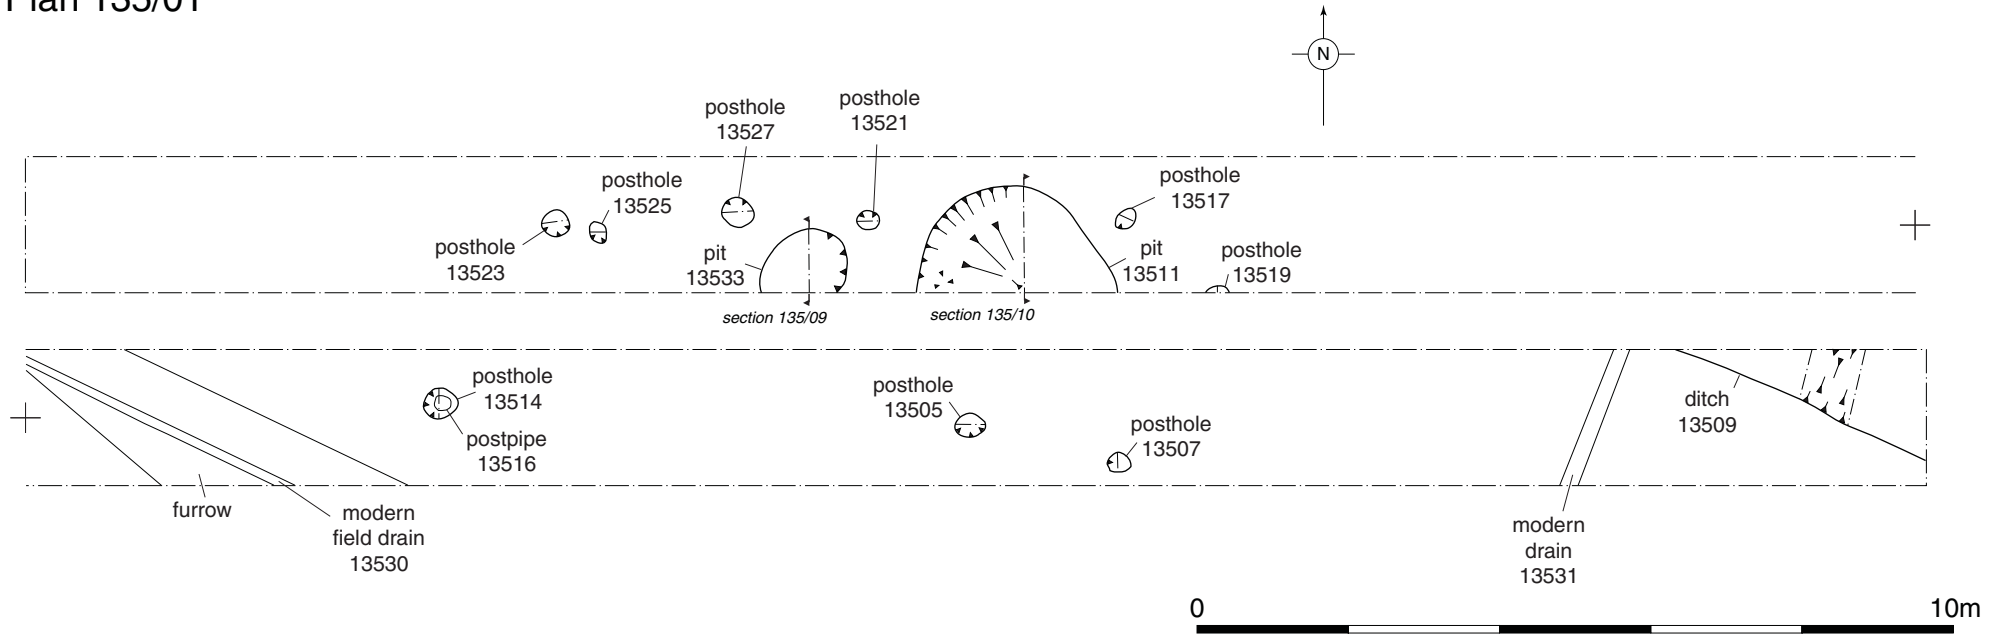 Plan 135/01
N
posthole
13527
posthole
13521
posthole
13525
posthole
13517
posthole
13523
pit
13533
pit
13511
posthole
13519
section 135/09
section 135/10
posthole
13514
postpipe
13516
posthole
13505
posthole
13507
ditch
13509
furrow
modern
field drain
13530
modern
drain
13531
0
10m